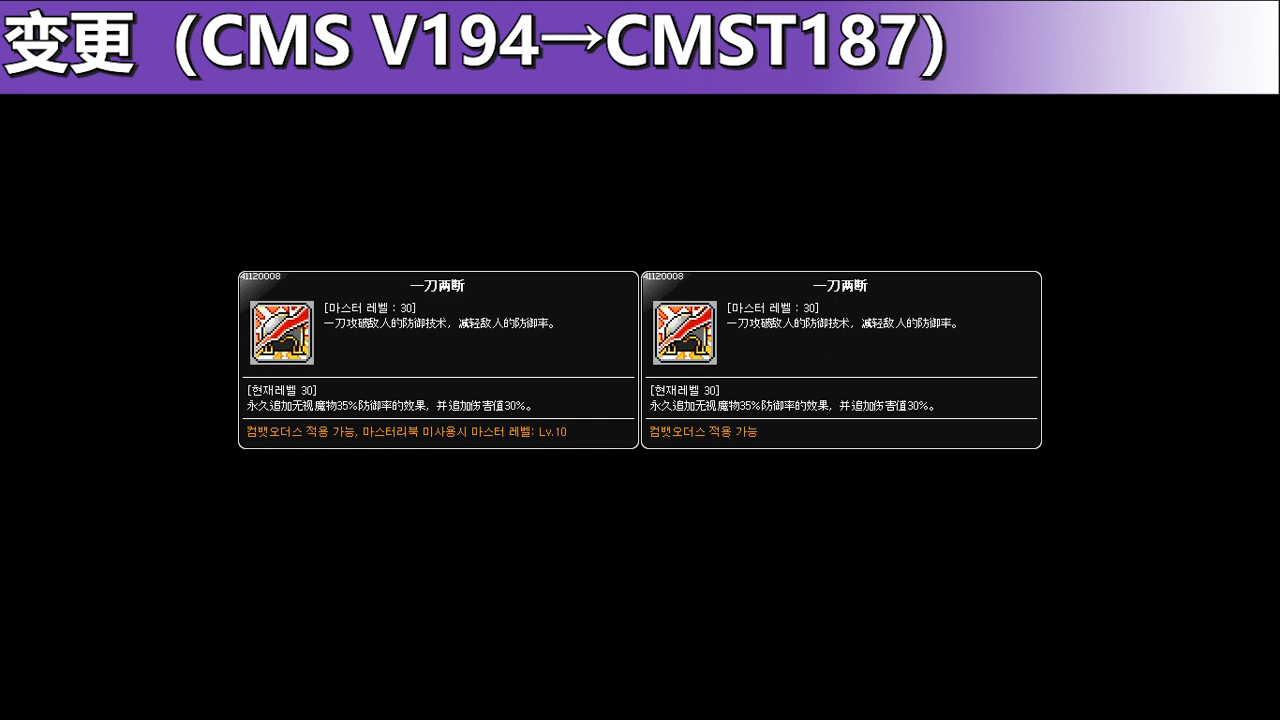 变更（CMS V194→CMST187）
41120008
一刀两断
[마스터 레벨 : 30]
一刀攻破敌人的防御技术，减轻敌人的防御率。
[현재레벨 30]
永久追加无视魔物35%防御率的效果，并追加伤害值30%。
컴뱃오더스 적용 가능, 마스터리북 미사용시 마스터 레벨: Lv.10
41120008
一刀两断
[마스터 레벨 : 30]
一刀攻破敌人的防御技术，减轻敌人的防御率。
[현재레벨 30]
永久追加无视魔物35%防御率的效果，并追加伤害值30%。
컴뱃오더스 적용 가능